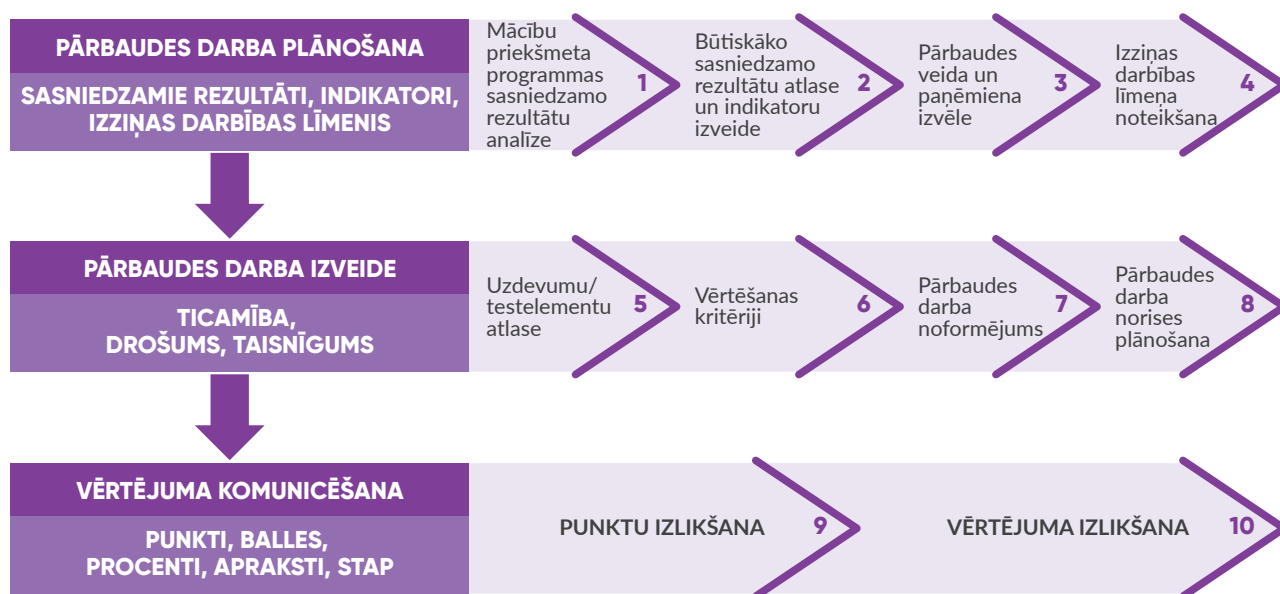 PĀRBAUDES DARBA PLĀNOŠANA
SASNIEDZAMIE REZULTĀTI, INDIKATORI,
IZZIŅAS DARBĪBAS LĪMENIS
Mācību
priekšmeta
programmas
sasniedzamo
rezultātu
analīze
1
Būtiskāko
sasniedzamo
rezultātu atlase
un indikatoru
izveide
2
Pārbaudes
veida un
paņēmiena
izvēle
3
Izziņas
darbības
līmeņa
noteikšana
4
PĀRBAUDES DARBA IZVEIDE
TICAMĪBA,
DROŠUMS, TAISNĪGUMS
Uzdevumu/
testelementu
atlase
5
Vērtēšanas
kritēriji
6
Pārbaudes
darba
noformējums
7
Pārbaudes
darba
norises
plānošana
8
VĒRTĒJUMA KOMUNICĒŠANA
PUNKTI, BALLES,
PROCENTI, APRAKSTI, STAP
PUNKTU IZLIKŠANA
9
VĒRTĒJUMA IZLIKŠANA
10